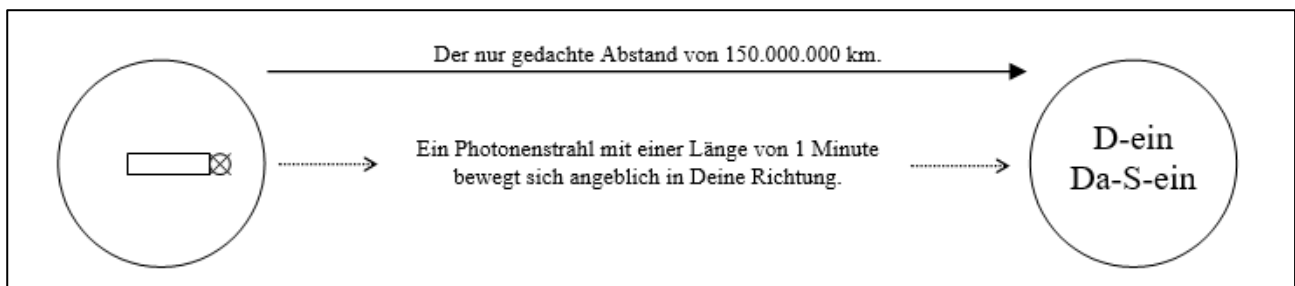 Der nur gedachte Abstand von 150.000.000 km.
Ein Photonenstrahl mit einer Länge von 1 Minute
bewegt sich angeblich in Deine Richtung.
D-ein
Da-S-ein